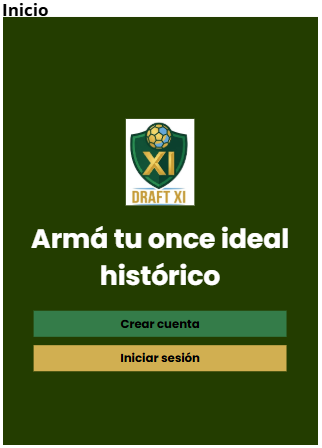 Inicio
XI
DRAFT XI
Armá tu once ideal
histórico
Crear cuenta
Iniciar sesión